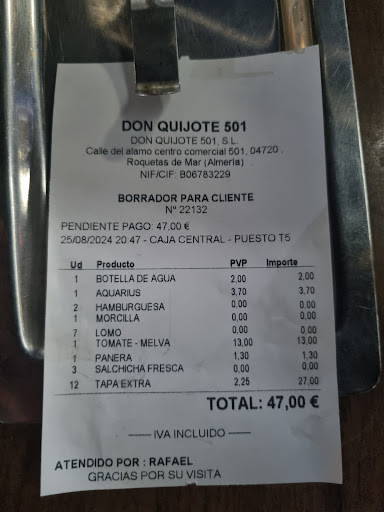 DON QUIJOTE 501
DON QUIJOTE 501, S.L.
Calle del alamo centro comercial 501, 04720 .
Roquetas de Mar (Almeria)
NIF/CIF: B06783229
BORRADOR PARA CLIENTE
Nº 22132
PENDIENTE PAGO: 47,00 €
25/08/2024 20:47 - CAJA CENTRAL - PUESTO T5
Ud Producto PVP Importe
1 BOTELLA DE AGUA 2,00 2,00
1 AQUARIUS 3,70 3,70
2 HAMBURGUESA 0,00 0,00
1 MORCILLA 0,00 0,00
7 LOMO 0,00 0,00
1 TOMATE - MELVA 13,00 13,00
1 PANERA 1,30 1,30
3 SALCHICHA FRESCA 0,00 0,00
12 TAPA EXTRA 2,25 27,00
TOTAL: 47,00 €
IVA INCLUIDO
ATENDIDO POR : RAFAEL
GRACIAS POR SU VISITA